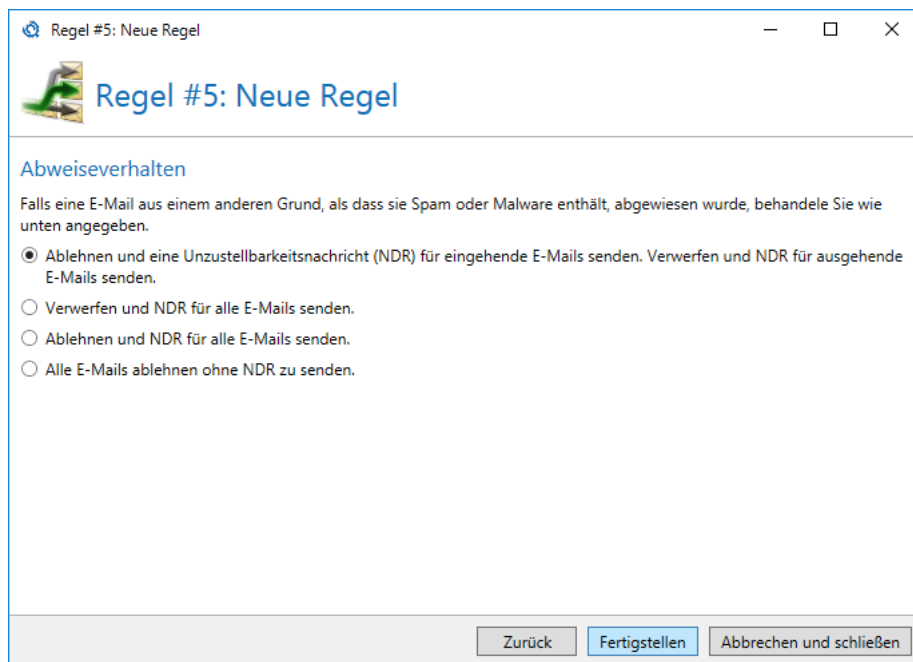 Regel #5: Neue Regel
Regel #5: Neue Regel
Abweiseverhalten
Falls eine E-Mail aus einem anderen Grund, als dass sie Spam oder Malware enthält, abgewiesen wurde, behandele Sie wie
unten angegeben.
Ablehnen und eine Unzustellbarkeitsnachricht (NDR) für eingehende E-Mails senden. Verwerfen und NDR für ausgehende
E-Mails senden.
Verwerfen und NDR für alle E-Mails senden.
Ablehnen und NDR für alle E-Mails senden.
Alle E-Mails ablehnen ohne NDR zu senden.
Zurück Fertigstellen Abbrechen und schließen